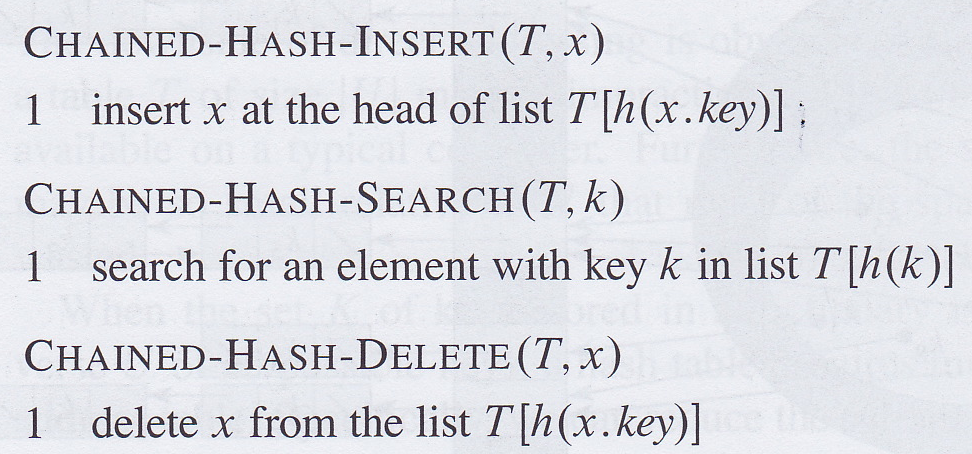 CHAINED-HASH-INSERT(T, x)
1 insert x at the head of list T[h(x.key)]
CHAINED-HASH-SEARCH(T, k)
1 search for an element with key k in list T[h(k)]
CHAINED-HASH-DELETE(T, x)
1 delete x from the list T[h(x.key)]